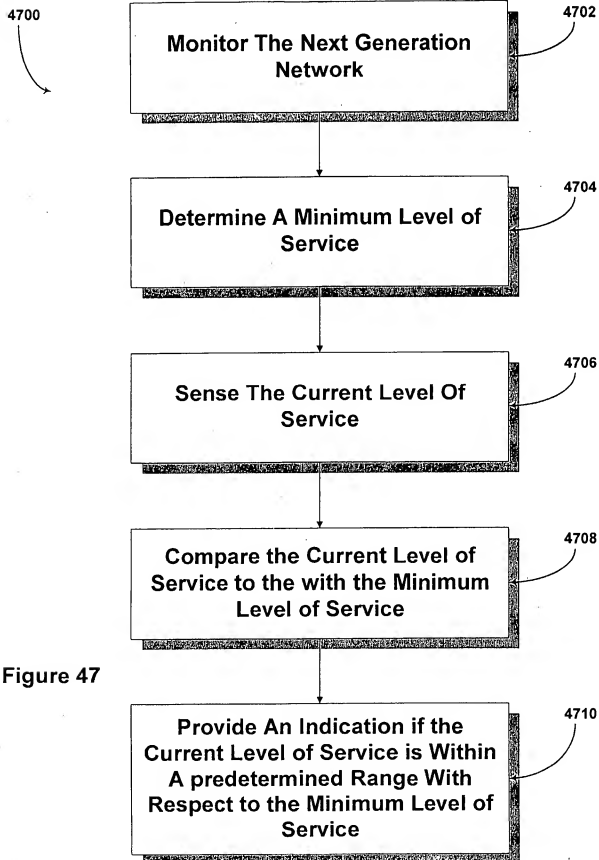 4700
4702
Monitor The Next Generation
Network
4704
Determine A Minimum Level of
Service
4706
Sense The Current Level Of
Service
4708
Compare the Current Level of
Service to the with the Minimum
Level of Service
Figure 47
4710
Provide An Indication if the
Current Level of Service is Within
A predetermined Range With
Respect to the Minimum Level of
Service